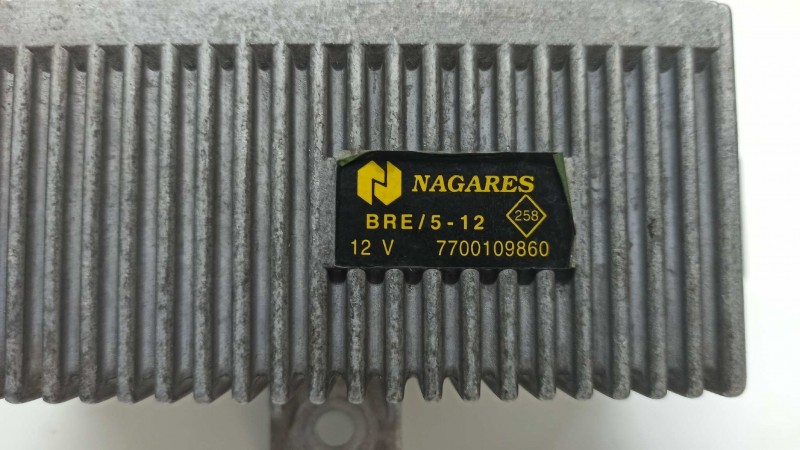 NAGARES
BRE/5-12
258
12 V 7700109860